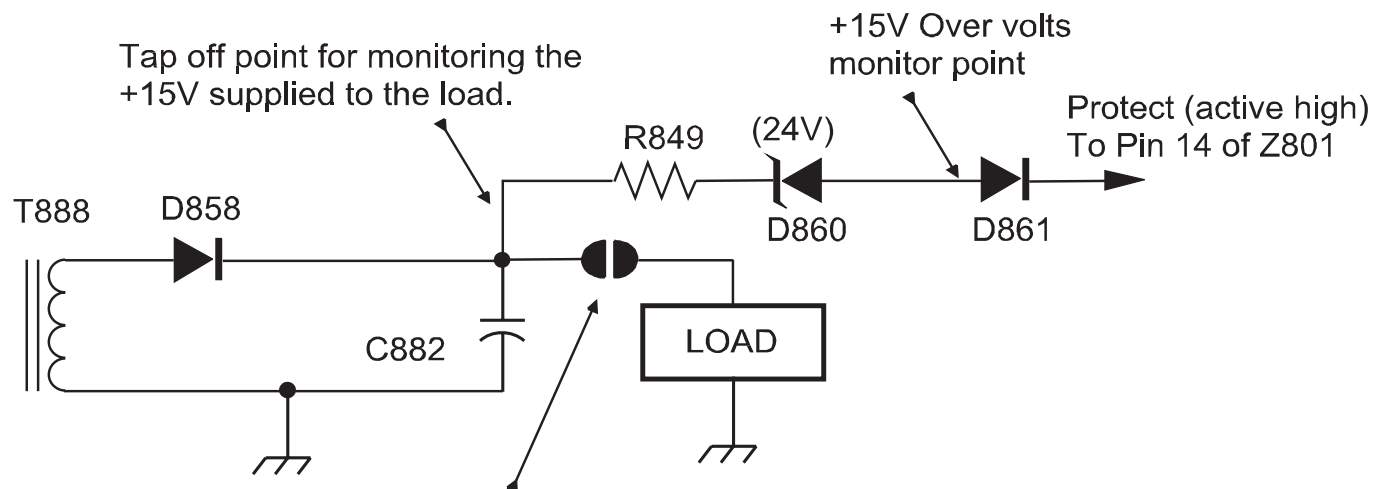 +15V Over volts
monitor point
Tap off point for monitoring the
+15V supplied to the load.
Protect (active high)
To Pin 14 of Z801
R849
(24V)
T888
D858
D860
D861
C882
LOAD